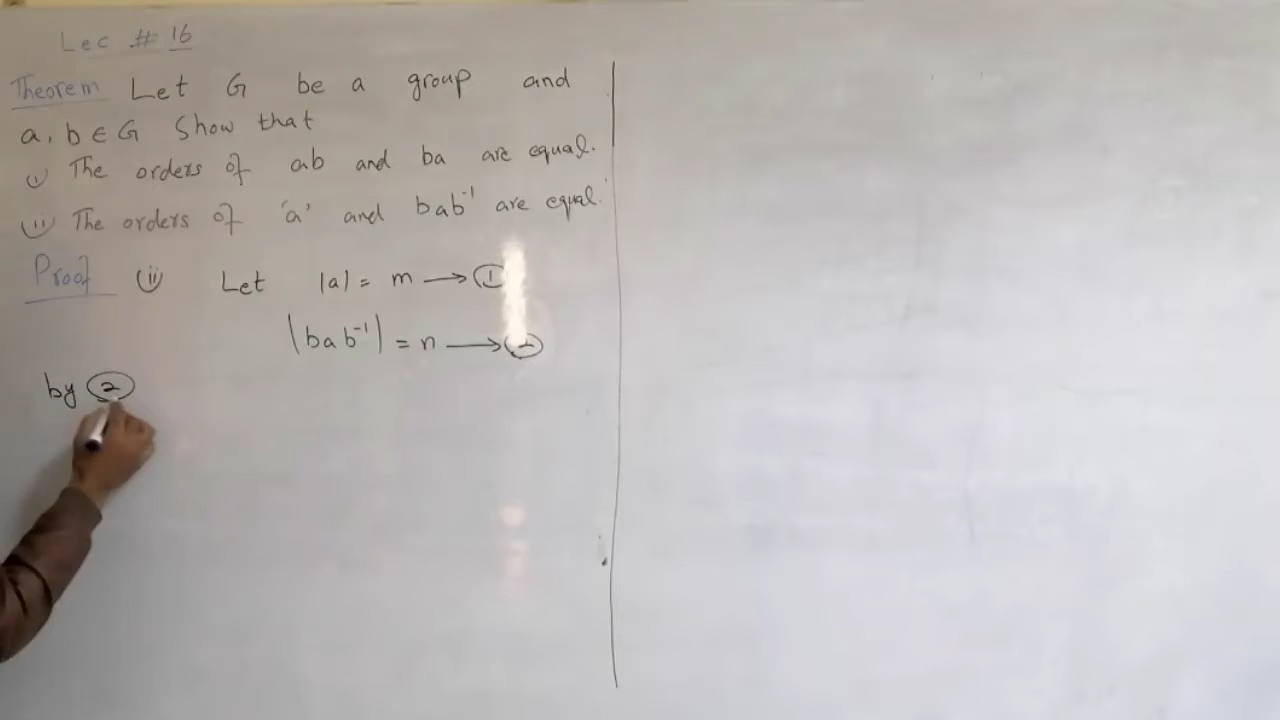 Lec # 16
Theorem Let G be a group and
a, b ∈ G Show that
(i) The orders of ab and ba are equal.
(ii) The orders of 'a' and bab⁻¹ are equal.
Proof (ii) Let |a| = m ⟶ ①
|bab⁻¹| = n ⟶ ②
by ②